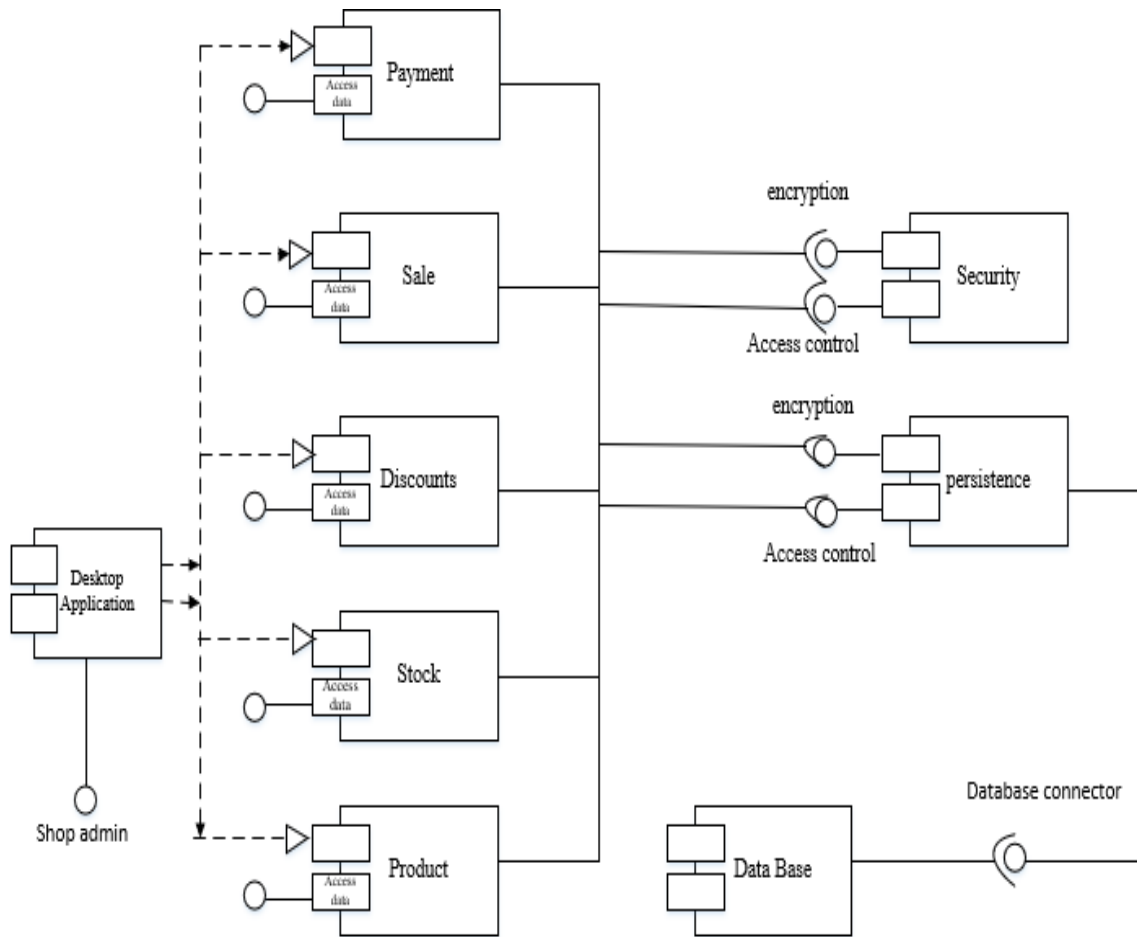 Payment
Access
data
encryption
Sale
Access
data
Security
Access control
encryption
Discounts
Access
data
persistence
Access control
Desktop
Application
Stock
Access
data
Shop admin
Database connector
Product
Access
data
Data Base